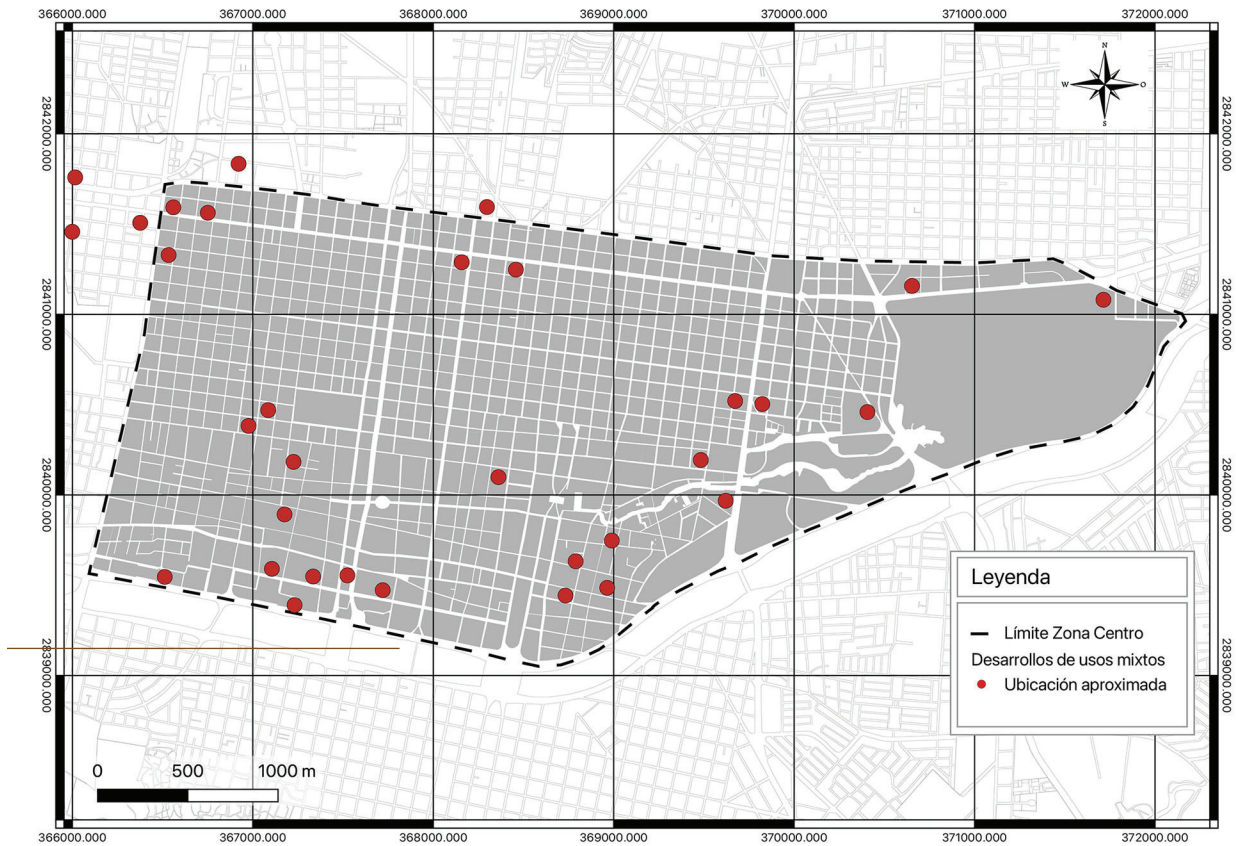 366000.000 367000.000 368000.000 369000.000 370000.000 371000.000 372000.000
N
W O
S
2842000.000 2842000.000
2841000.000 2841000.000
2840000.000 2840000.000
2839000.000 2839000.000
Leyenda
Límite Zona Centro
Desarrollos de usos mixtos
Ubicación aproximada
0 500 1000 m
366000.000 367000.000 368000.000 369000.000 370000.000 371000.000 372000.000